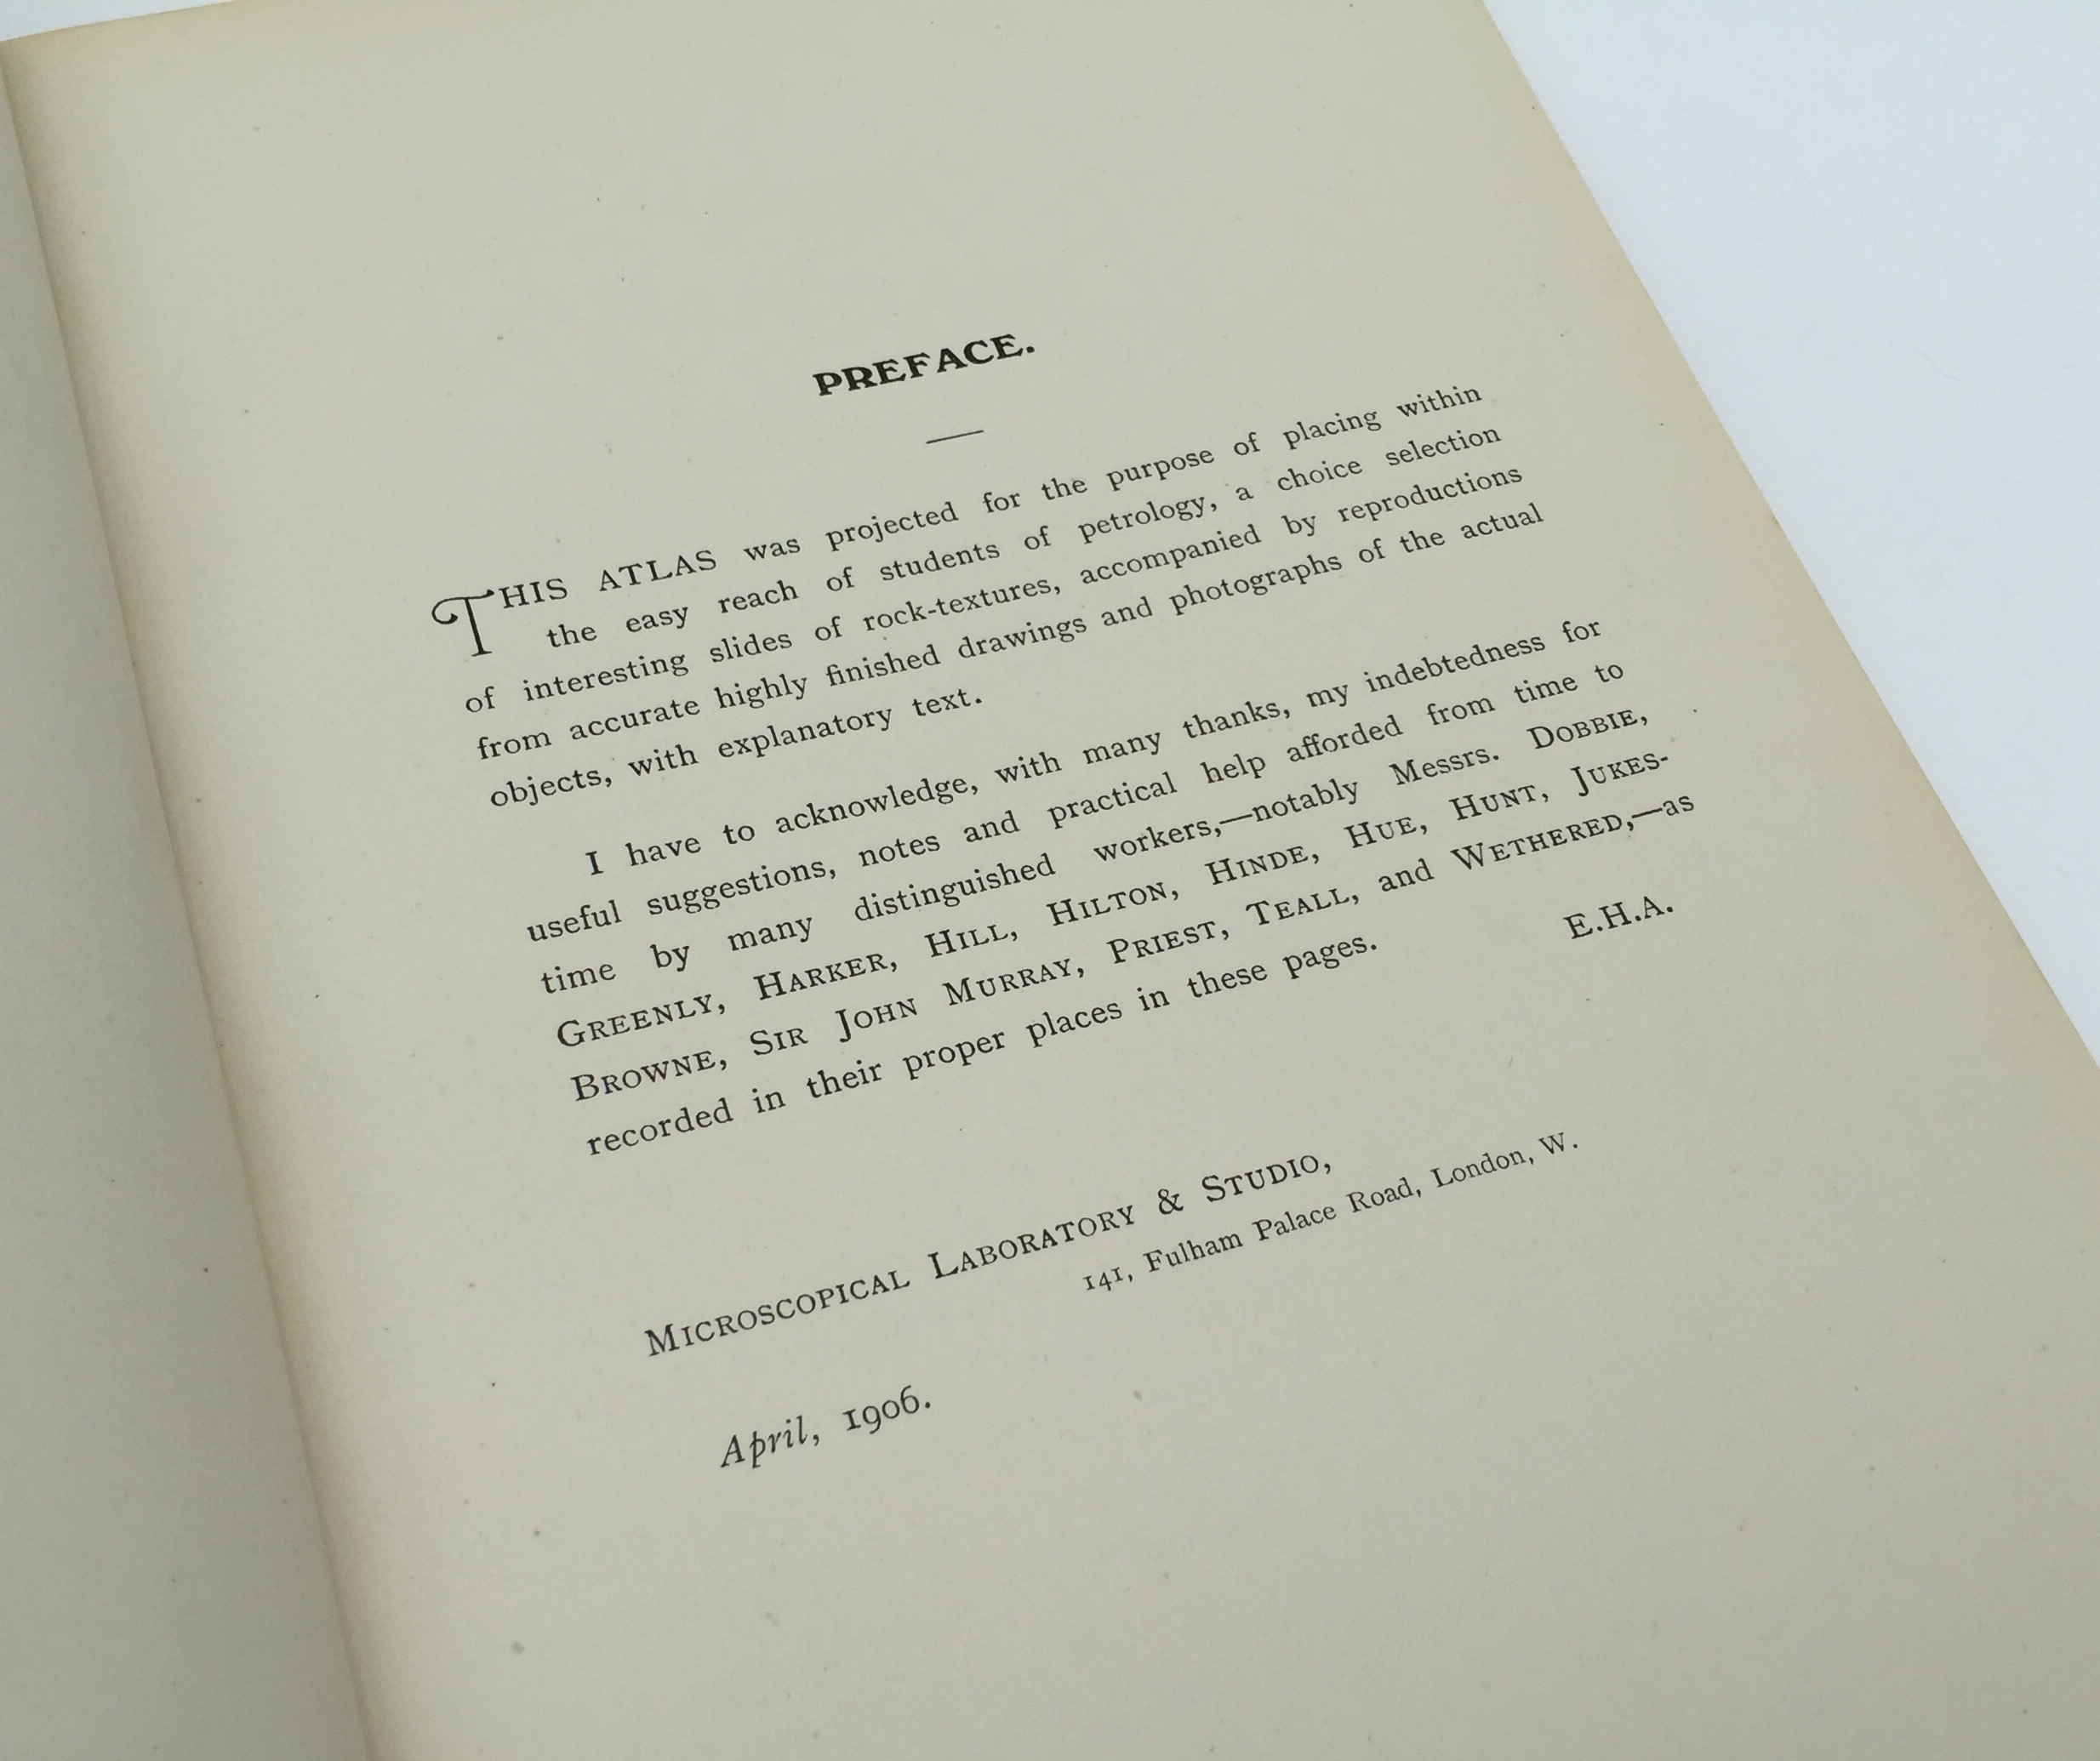 PREFACE.
THIS ATLAS was projected for the purpose of placing within
the easy reach of students of petrology, a choice selection
of interesting slides of rock-textures, accompanied by reproductions
from accurate highly finished drawings and photographs of the actual
objects, with explanatory text.
I have to acknowledge, with many thanks, my indebtedness for
useful suggestions, notes and practical help afforded from time to
time by many distinguished workers,—notably Messrs. DOBBIE,
GREENLY, HARKER, HILL, HILTON, HINDE, HUE, HUNT, JUKES-
BROWNE, SIR JOHN MURRAY, PRIEST, TEALL, and WETHERED,—as
recorded in their proper places in these pages.
E.H.A.
MICROSCOPICAL LABORATORY & STUDIO,
141, Fulham Palace Road, London, W.
April, 1906.